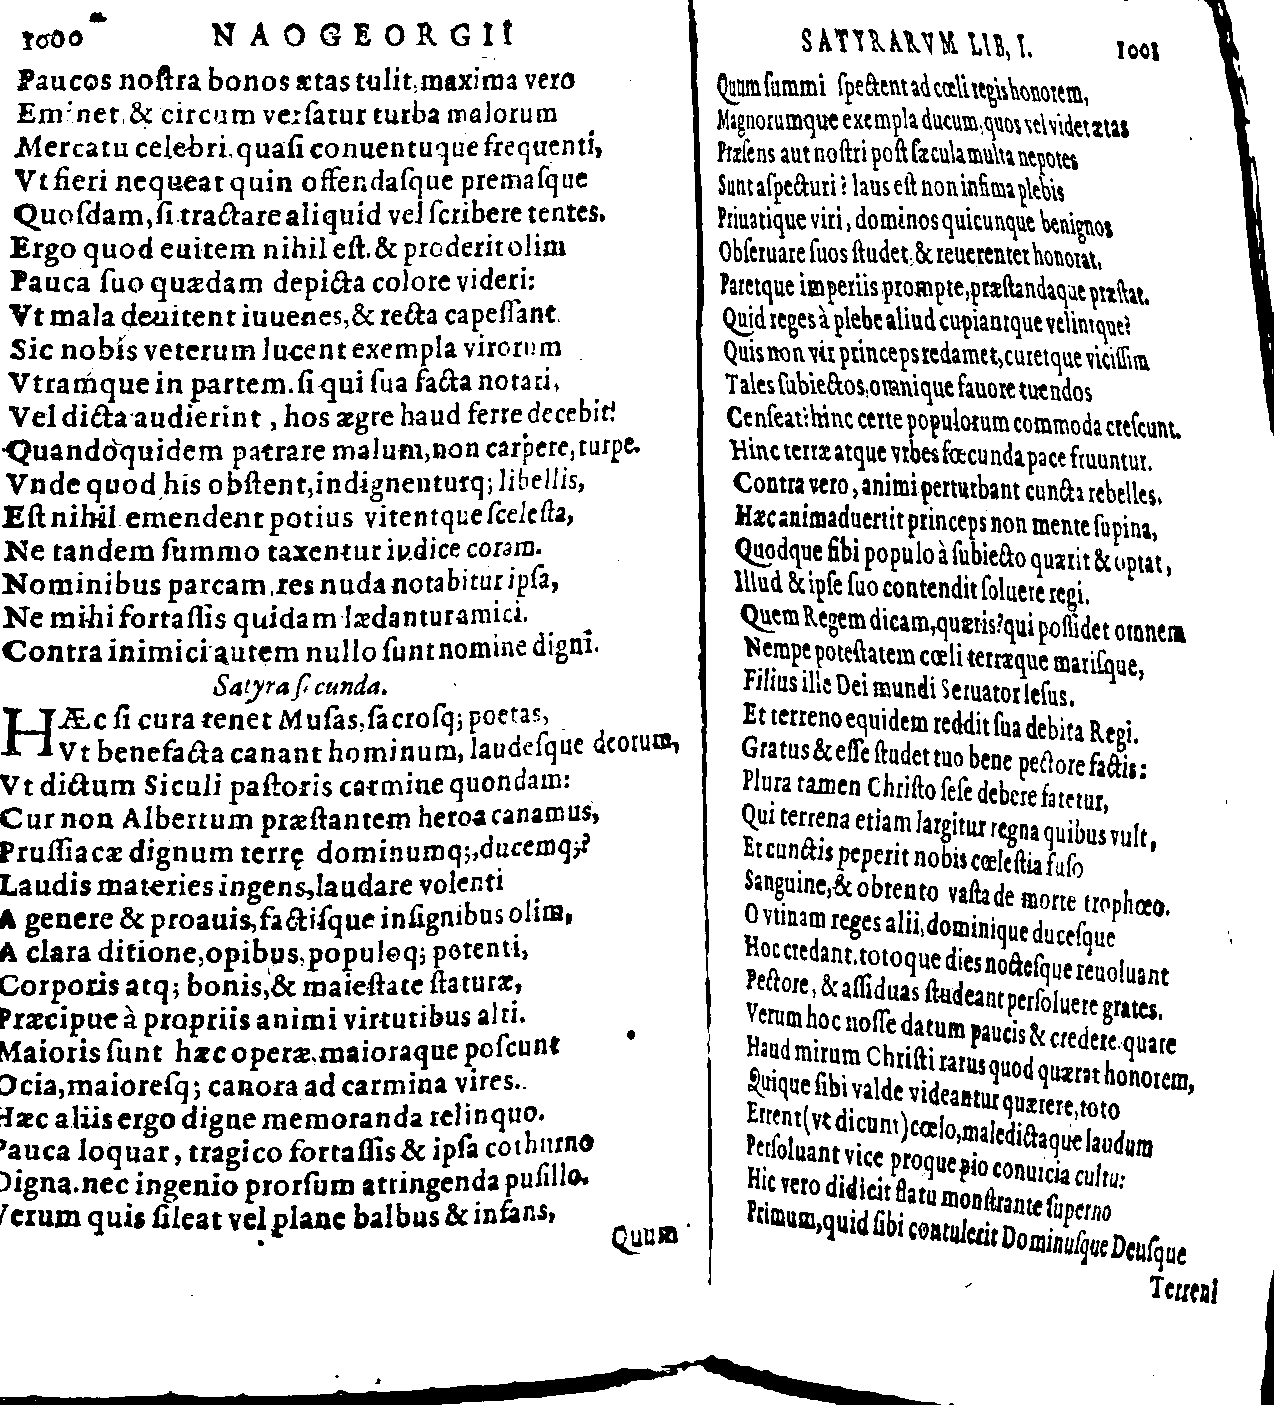 1000
NAOGEORGII
Paucos noſtra bonos ætas tulit, maxima vero
Eminet, & circum verſatur turba malorum
Mercatu celebri, quaſi conuentuque frequenti,
Vt fieri nequeat quin offendaſque premaſque
Quoſdam, ſi tractare aliquid vel ſcribere tentes.
Ergo quod euitem nihil eſt. & proderit olim
Pauca ſuo quædam depicta colore videri:
Vt mala deuitent iuuenes, & recta capeſſant.
Sic nobis veterum lucent exempla virorum
Vtramque in partem. ſi qui ſua facta notari,
Vel dicta audierint, hos ægre haud ferre decebit:
Quandoquidem patrare malum, non carpere, turpe.
Vnde quod his obſtent, indignenturq; libellis,
Eſt nihil emendent potius vitentque ſceleſta,
Ne tandem ſummo taxentur iudice coram.
Nominibus parcam, res nuda notabitur ipſa,
Ne mihi fortaſſis quidam lædantur amici.
Contra inimici autem nullo ſunt nomine digni.
Satyra ſecunda.
HÆc ſi cura tenet Muſas, ſacroſq; poetas,
Vt benefacta canant hominum, laudeſque deorum,
Vt dictum Siculi paſtoris carmine quondam:
Cur non Albertum præſtantem heroa canamus,
Pruſſiacæ dignum terrę dominumq;, ducemq;?
Laudis materies ingens, laudare volenti
A genere & proauis, factiſque inſignibus olim,
A clara ditione, opibus, populoq; potenti,
Corporis atq; bonis, & maieſtate ſtaturæ,
Præcipue à propriis animi virtutibus alti.
Maioris ſunt hæc operæ, maioraque poſcunt
Ocia, maioreſq; canora ad carmina vires.
Hæc aliis ergo digne memoranda relinquo.
Pauca loquar, tragico fortaſſis & ipſa cothurno
Digna. nec ingenio prorſum attringenda puſillo.
Verum quis ſileat vel plane balbus & infans,
Quum
SATYRARVM LIB, I.
1001
Quum ſummi ſpectent ad cœli regis honorem,
Magnorumque exempla ducum, quos vel videt ætas
Præſens aut noſtri poſt ſæcula multa nepotes
Sunt aſpecturi? laus eſt non infima plebis
Priuatique viri, dominos quicunque benignos
Obſeruare ſuos ſtudet, & reuerenter honorat,
Paretque imperiis prompte, præſtandaque præſtat.
Quid reges à plebe aliud cupiantque velintque?
Quis non vir princeps redamet, curetque viciſſim
Tales ſubiectos, omnique fauore tuendos
Cenſeat: hinc certe populorum commoda creſcunt.
Hinc terræ atque vrbes fœcunda pace fruuntur.
Contra vero, animi perturbant cuncta rebelles.
Hæc animaduertit princeps non mente ſupina,
Quodque ſibi populo à ſubiecto quærit & optat,
Illud & ipſe ſuo contendit ſoluere regi.
Quem Regem dicam, quæris? qui poſſidet omnem
Nempe poteſtatem cœli terræque mariſque,
Filius ille Dei mundi Seruator Ieſus.
Et terreno equidem reddit ſua debita Regi.
Gratus & eſſe ſtudet tuo bene pectore factis:
Plura tamen Chriſto ſeſe debere fatetur,
Qui terrena etiam largitur regna quibus vult,
Et cunctis peperit nobis cœleſtia fuſo
Sanguine, & obtento vaſta de morte trophœo.
O vtinam reges alii, dominique duceſque
Hoc credant, totoque dies nocteſque reuoluant
Pectore, & aſſiduas ſtudeant perſoluere grates.
Verum hoc noſſe datum paucis & credere. quare
Haud mirum Chriſti rarus quod quærat honorem,
Quique ſibi valde videantur quærere, toto
Errent (vt dicunt) cœlo, maledictaque laudum
Perſoluant vice proque pio conuicia cultu:
Hic vero didicit flatu monſtrante ſuperno
Primum, quid ſibi contulerit Dominuſque Deuſque
Terreni